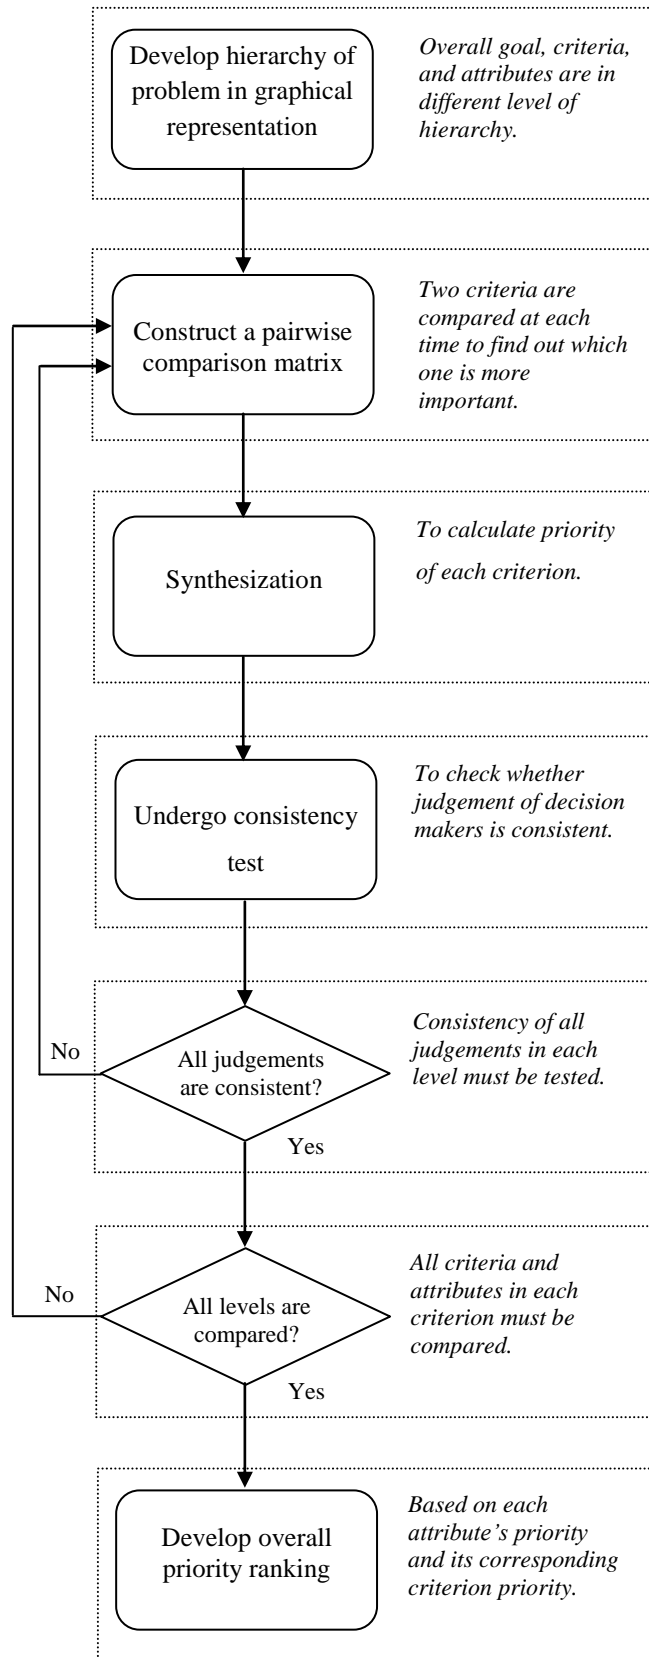 Develop hierarchy of
problem in graphical
representation
Overall goal, criteria,
and attributes are in
different level of
hierarchy.
Construct a pairwise
comparison matrix
Two criteria are
compared at each
time to find out which
one is more
important.
Synthesization
To calculate priority
of each criterion.
Undergo consistency
test
To check whether
judgement of decision
makers is consistent.
No
All judgements
are consistent?
Yes
Consistency of all
judgements in each
level must be tested.
No
All levels are
compared?
Yes
All criteria and
attributes in each
criterion must be
compared.
Develop overall
priority ranking
Based on each
attribute’s priority
and its corresponding
criterion priority.